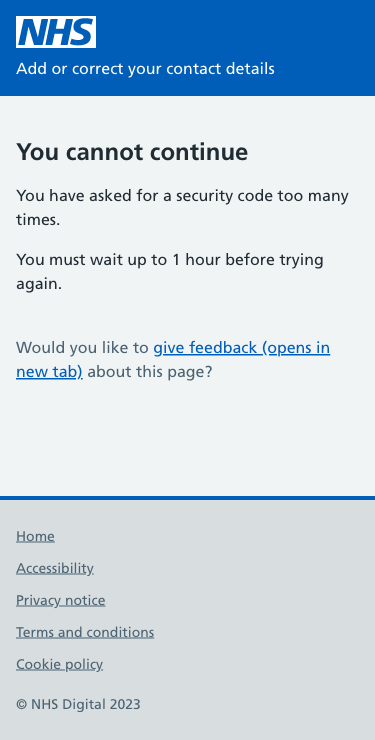 NHS
Add or correct your contact details
You cannot continue
You have asked for a security code too many
times.
You must wait up to 1 hour before trying
again.
Would you like to give feedback (opens in
new tab) about this page?
Home
Accessibility
Privacy notice
Terms and conditions
Cookie policy
© NHS Digital 2023